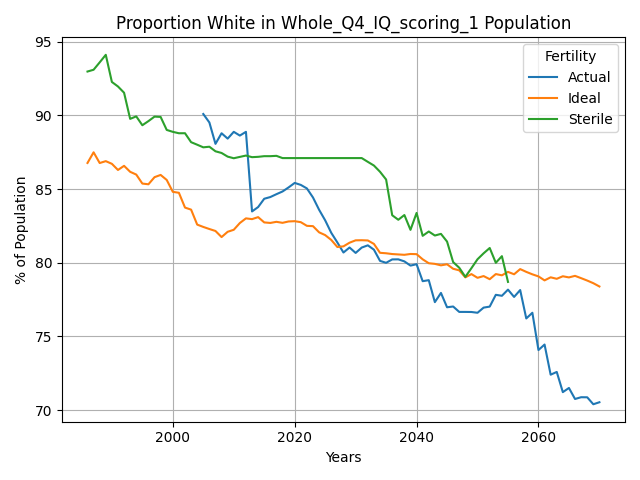 Proportion White in Whole_Q4_IQ_scoring_1 Population
% of Population
95
90
85
80
75
70
Fertility
Actual
Ideal
Sterile
2000
2020
2040
2060
Years